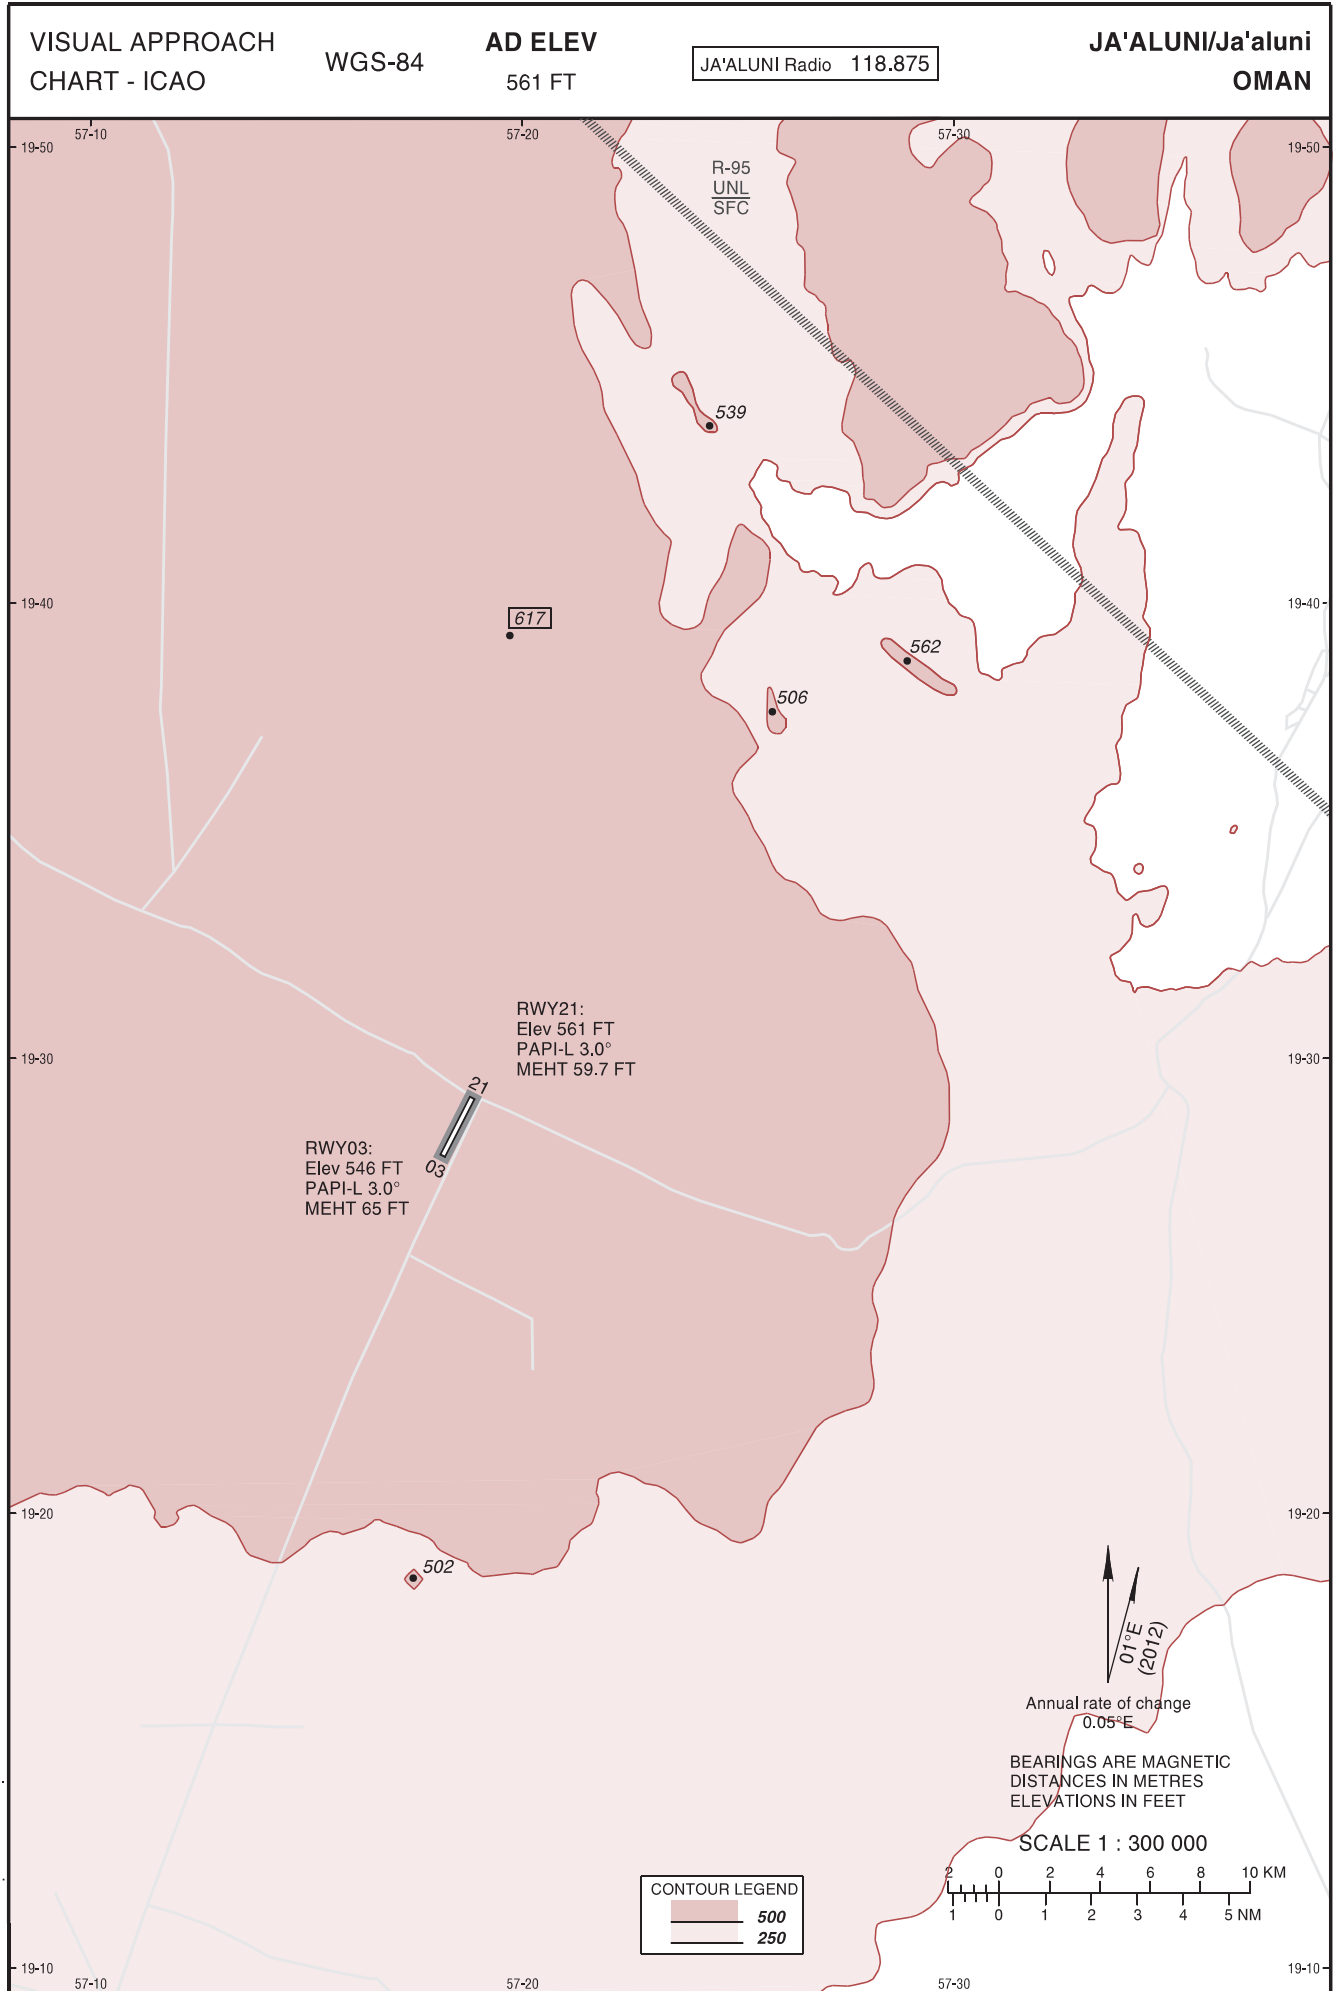 VISUAL APPROACH
CHART - ICAO
WGS-84
AD ELEV
561 FT
JA'ALUNI Radio 118.875
JA'ALUNI/Ja'aluni
OMAN
57-10
57-20
57-30
19-50
19-50
R-95
UNL
SFC
539
19-40
19-40
617
562
506
RWY21:
Elev 561 FT
PAPI-L 3.0°
MEHT 59.7 FT
19-30
19-30
21
03
RWY03:
Elev 546 FT
PAPI-L 3.0°
MEHT 65 FT
19-20
19-20
502
01°E
(2012)
Annual rate of change
0.05°E
BEARINGS ARE MAGNETIC
DISTANCES IN METRES
ELEVATIONS IN FEET
SCALE 1 : 300 000
2 0 2 4 6 8 10 KM
1 0 1 2 3 4 5 NM
CONTOUR LEGEND
500
250
19-10
19-10
57-10
57-20
57-30